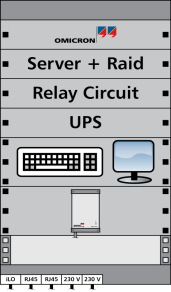 OMICRON
Server + Raid
Relay Circuit
UPS
iLO RJ45 RJ45 230 V 230 V